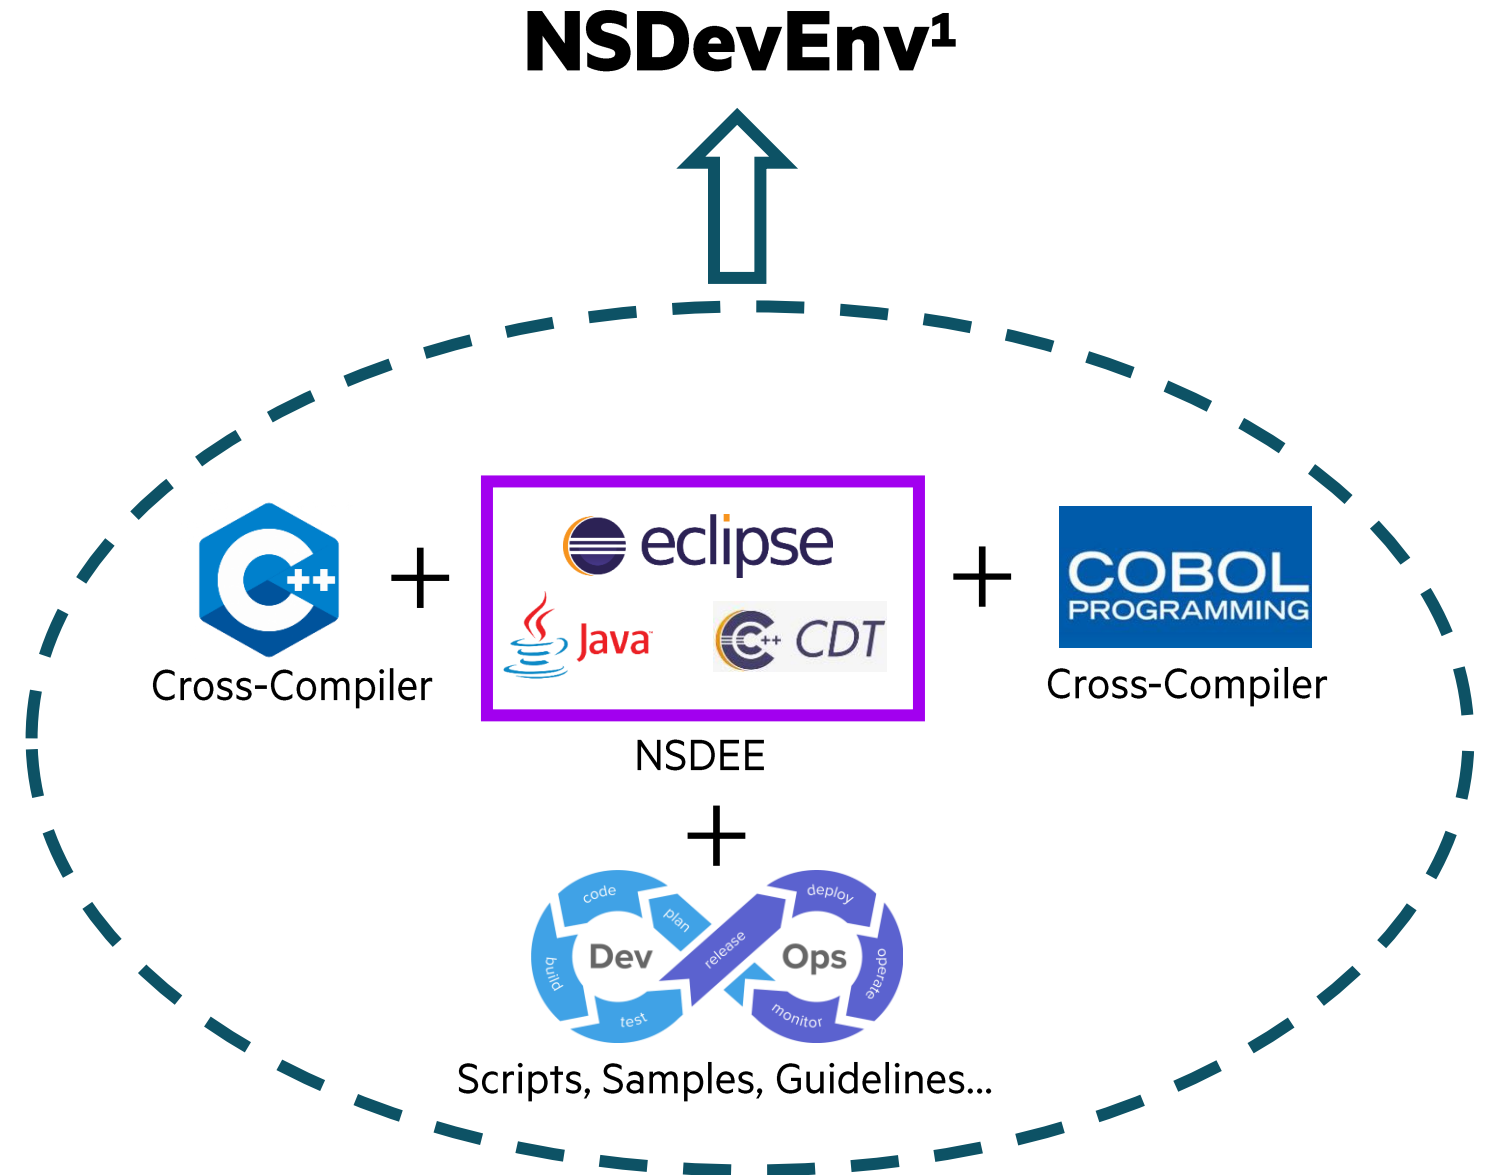 NSDevEnv¹
eclipse
C++
Java™
C++ CDT
COBOL
PROGRAMMING
Cross-Compiler
Cross-Compiler
NSDEE
code
plan
deploy
Dev
release
Ops
build
operate
test
monitor
Scripts, Samples, Guidelines...